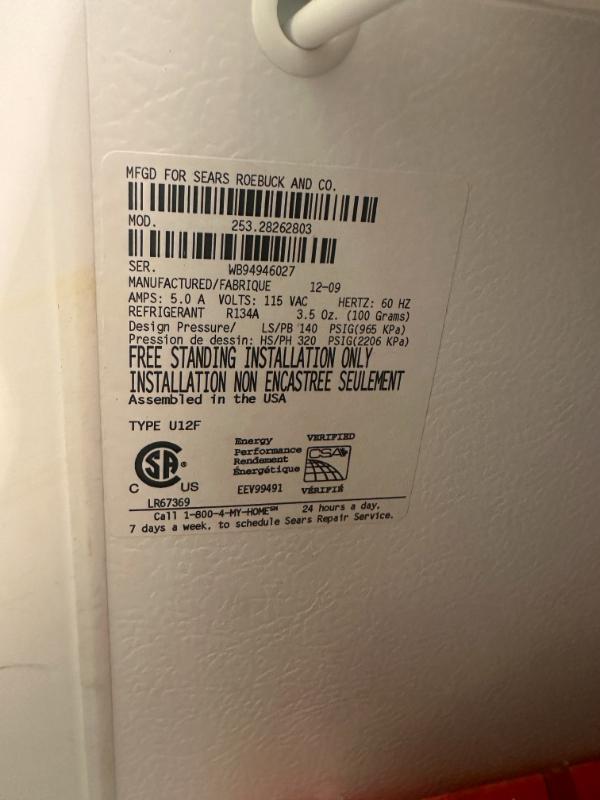 MFGD FOR SEARS ROEBUCK AND CO.
MOD. 253.28262803
SER. WB94946027
MANUFACTURED/FABRIQUE 12-09
AMPS: 5.0 A VOLTS: 115 VAC HERTZ: 60 HZ
REFRIGERANT R134A 3.5 Oz. (100 Grams)
Design Pressure/ LS/PB 140 PSIG(965 KPa)
Pression de dessin: HS/PH 320 PSIG(2206 KPa)
FREE STANDING INSTALLATION ONLY
INSTALLATION NON ENCASTREE SEULEMENT
Assembled in the USA
TYPE U12F
SA ®
C US
LR67369
Energy
Performance
Rendement
Énergétique
EEV99491
VERIFIED
CSA
VÉRIFIÉ
Call 1-800-4-MY-HOME℠ 24 hours a day,
7 days a week, to schedule Sears Repair Service.